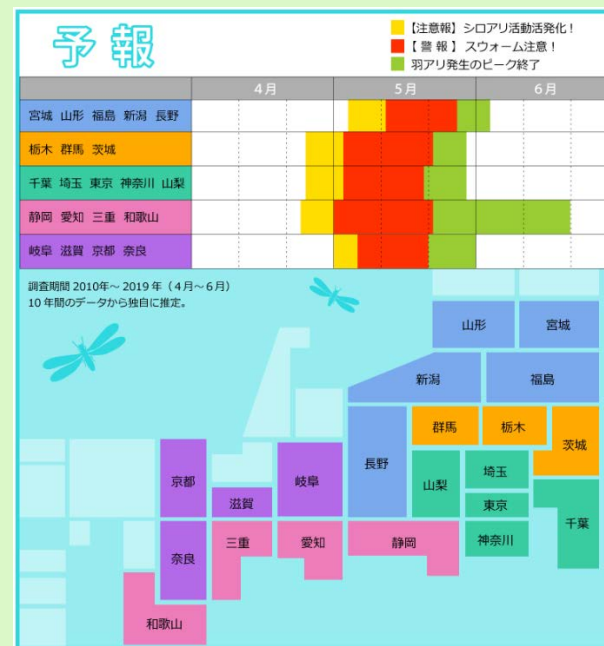 予報
【注意報】シロアリ活動活発化！
【 警 報 】 スウォーム注意！
羽アリ発生のピーク終了
4月 5月 6月
宮城 山形 福島 新潟 長野
栃木 群馬 茨城
千葉 埼玉 東京 神奈川 山梨
静岡 愛知 三重 和歌山
岐阜 滋賀 京都 奈良
調査期間 2010年～ 2019 年（4月～6月）
10 年間のデータから独自に推定。
山形 宮城
新潟 福島
群馬 栃木
茨城
長野
京都 岐阜 山梨 埼玉
滋賀 東京
千葉
奈良 三重 愛知 静岡 神奈川
和歌山